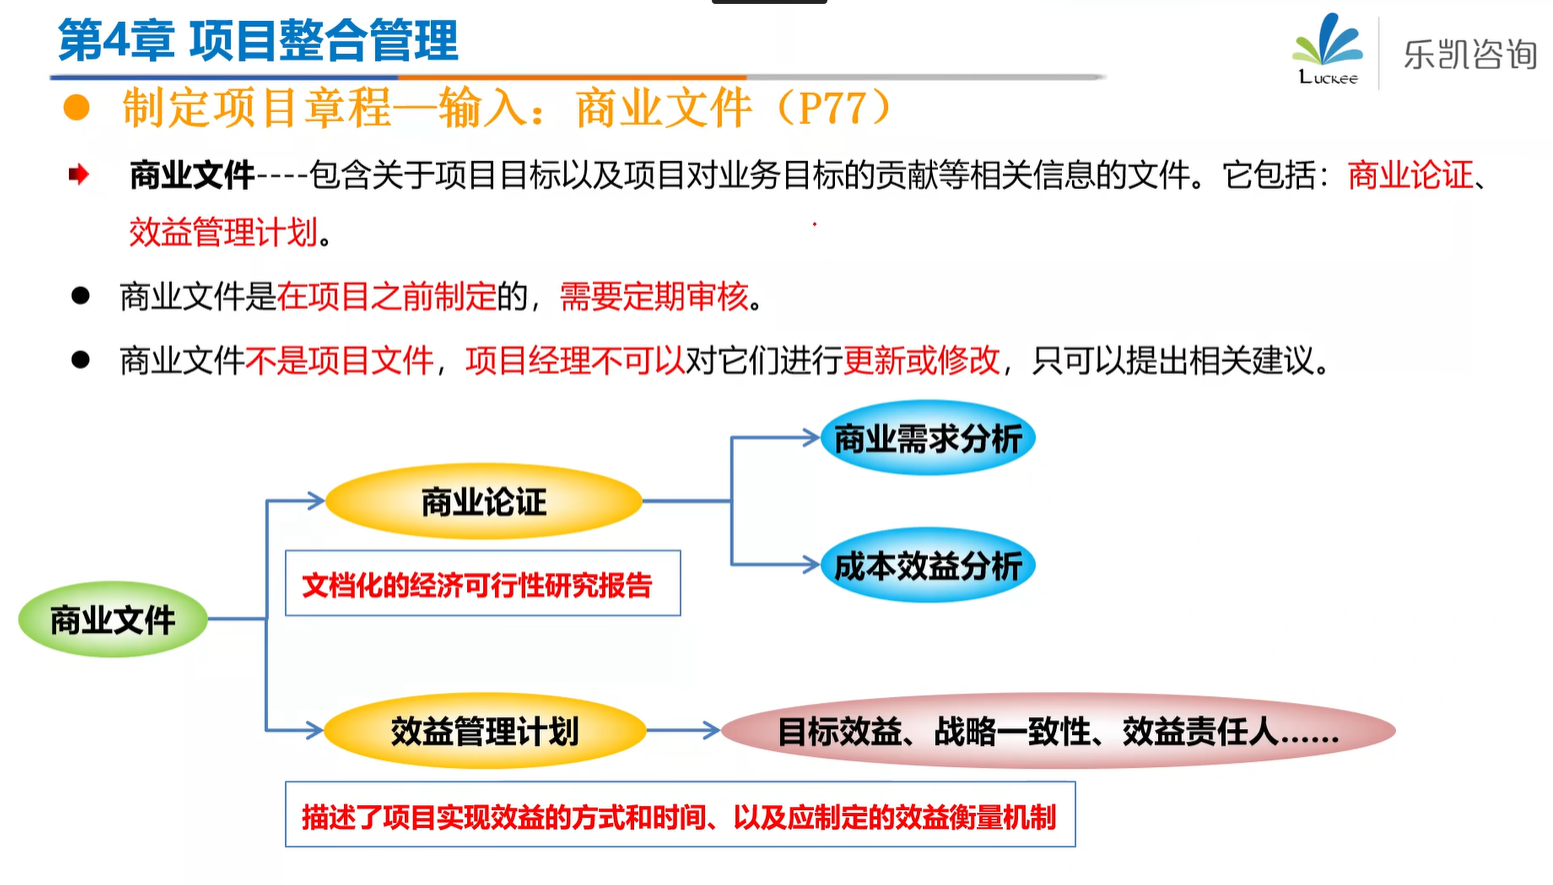 第4章 项目整合管理
LUCKEE
乐凯咨询
制定项目章程—输入：商业文件（P77）
商业文件----包含关于项目目标以及项目对业务目标的贡献等相关信息的文件。它包括：商业论证、
效益管理计划。
商业文件是在项目之前制定的，需要定期审核。
商业文件不是项目文件，项目经理不可以对它们进行更新或修改，只可以提出相关建议。
商业需求分析
商业论证
成本效益分析
文档化的经济可行性研究报告
商业文件
效益管理计划
目标效益、战略一致性、效益责任人......
描述了项目实现效益的方式和时间、以及应制定的效益衡量机制